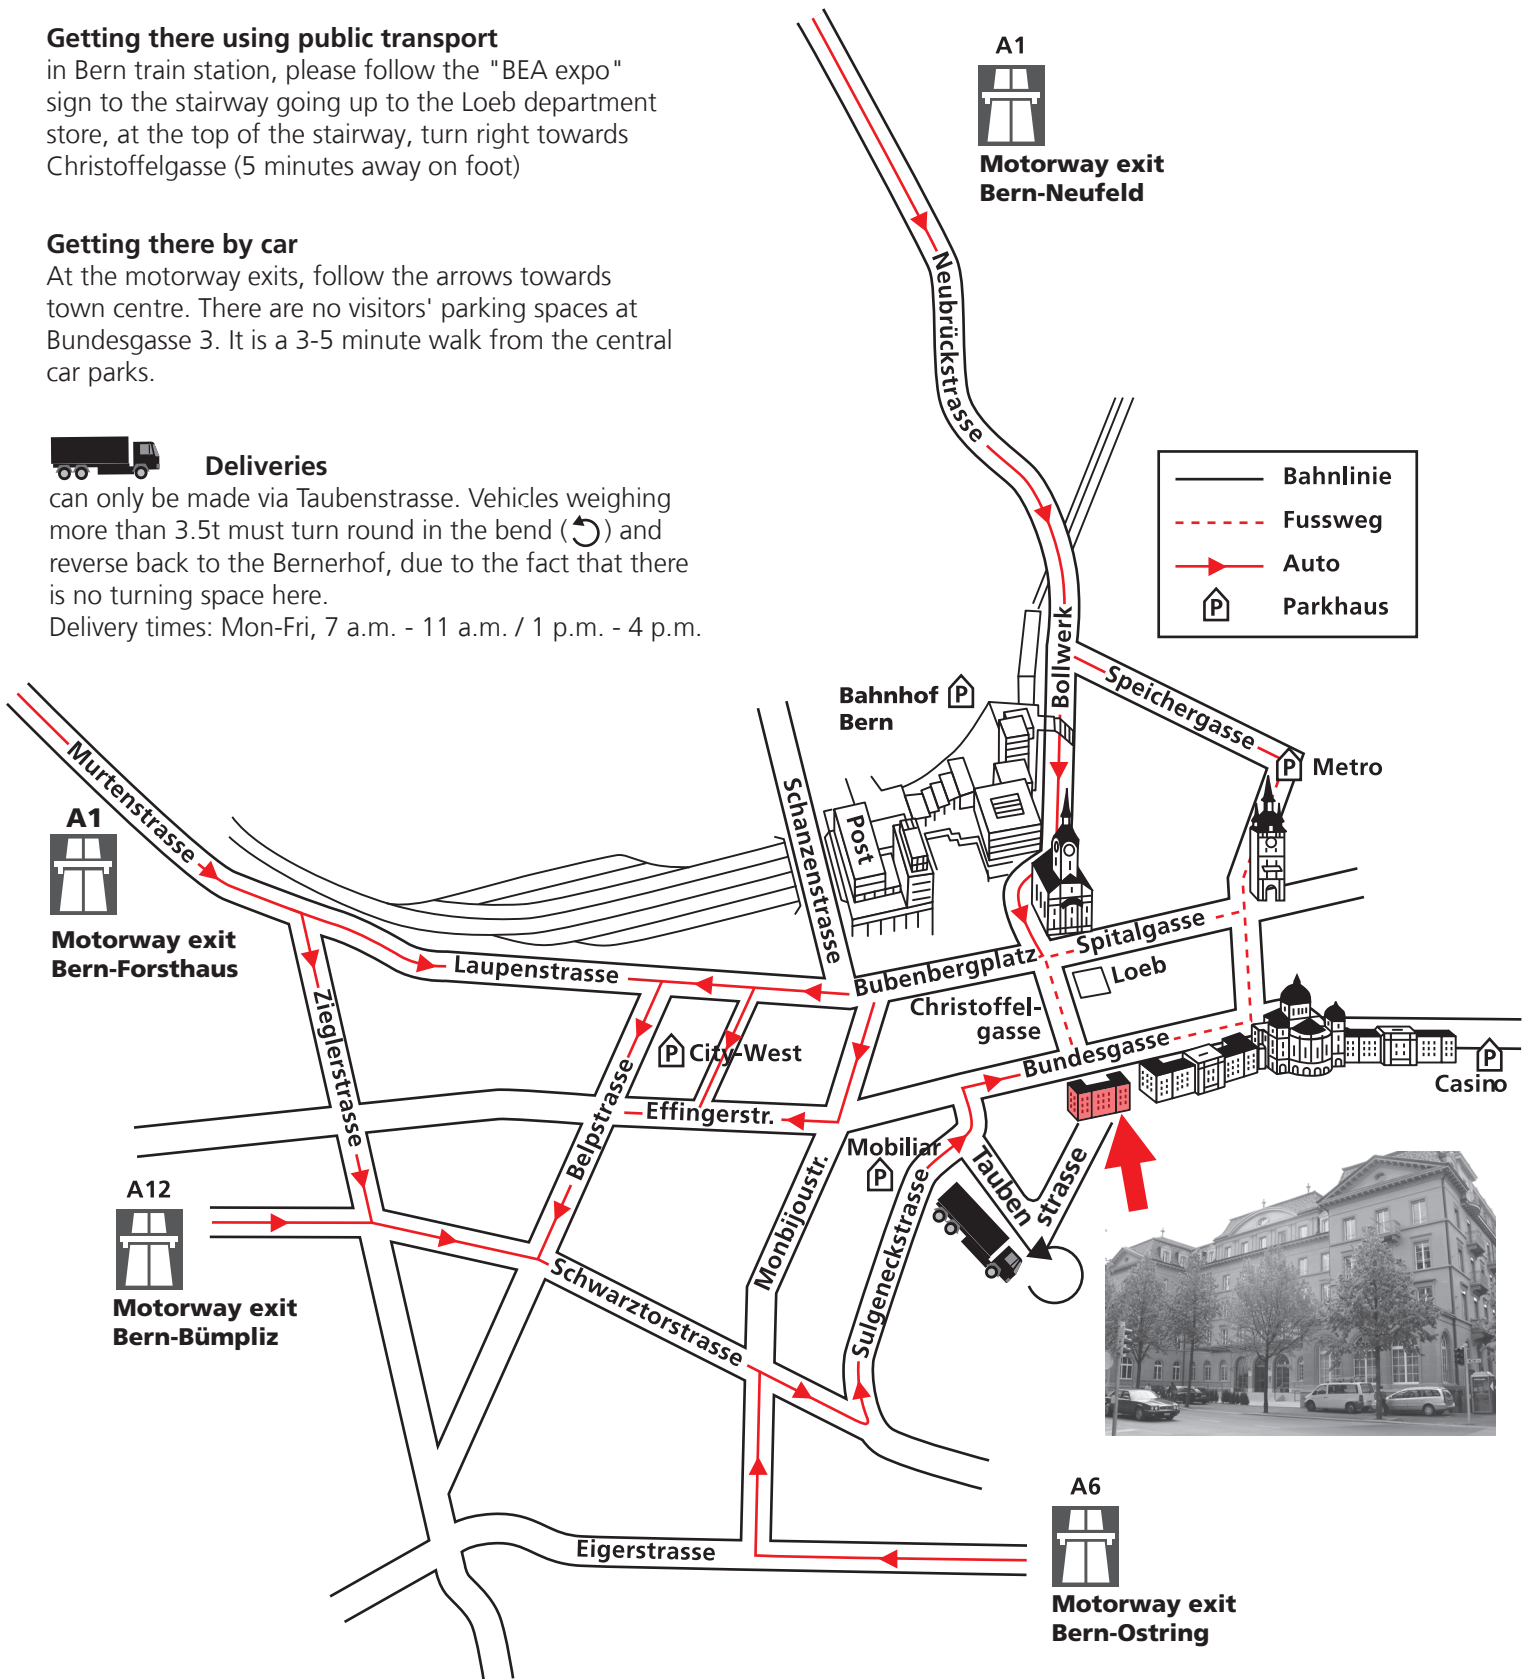 Getting there using public transport
in Bern train station, please follow the "BEA expo"
sign to the stairway going up to the Loeb department
store, at the top of the stairway, turn right towards
Christoffelgasse (5 minutes away on foot)
Getting there by car
At the motorway exits, follow the arrows towards
town centre. There are no visitors' parking spaces at
Bundesgasse 3. It is a 3-5 minute walk from the central
car parks.
Deliveries
can only be made via Taubenstrasse. Vehicles weighing
more than 3.5t must turn round in the bend ( ) and
reverse back to the Bernerhof, due to the fact that there
is no turning space here.
Delivery times: Mon-Fri, 7 a.m. - 11 a.m. / 1 p.m. - 4 p.m.
A1
Motorway exit
Bern-Neufeld
Neubrückstrasse
Bahnlinie
Fussweg
Auto
P Parkhaus
Bollwerk
Speichergasse
Bahnhof P
Bern
P Metro
Murtenstrasse
A1
Motorway exit
Bern-Forsthaus
Schanzenstrasse
Post
Laupenstrasse
Bubenbergplatz
Spitalgasse
Loeb
Christoffel-
gasse
Bundesgasse
P
Casino
Zieglerstrasse
P City-West
Belpstrasse
Effingerstr.
Mobiliar
P
Tauben
strasse
A12
Motorway exit
Bern-Bümpliz
Monbijoustr.
Sulgeneckstrasse
Schwarztorstrasse
Eigerstrasse
A6
Motorway exit
Bern-Ostring